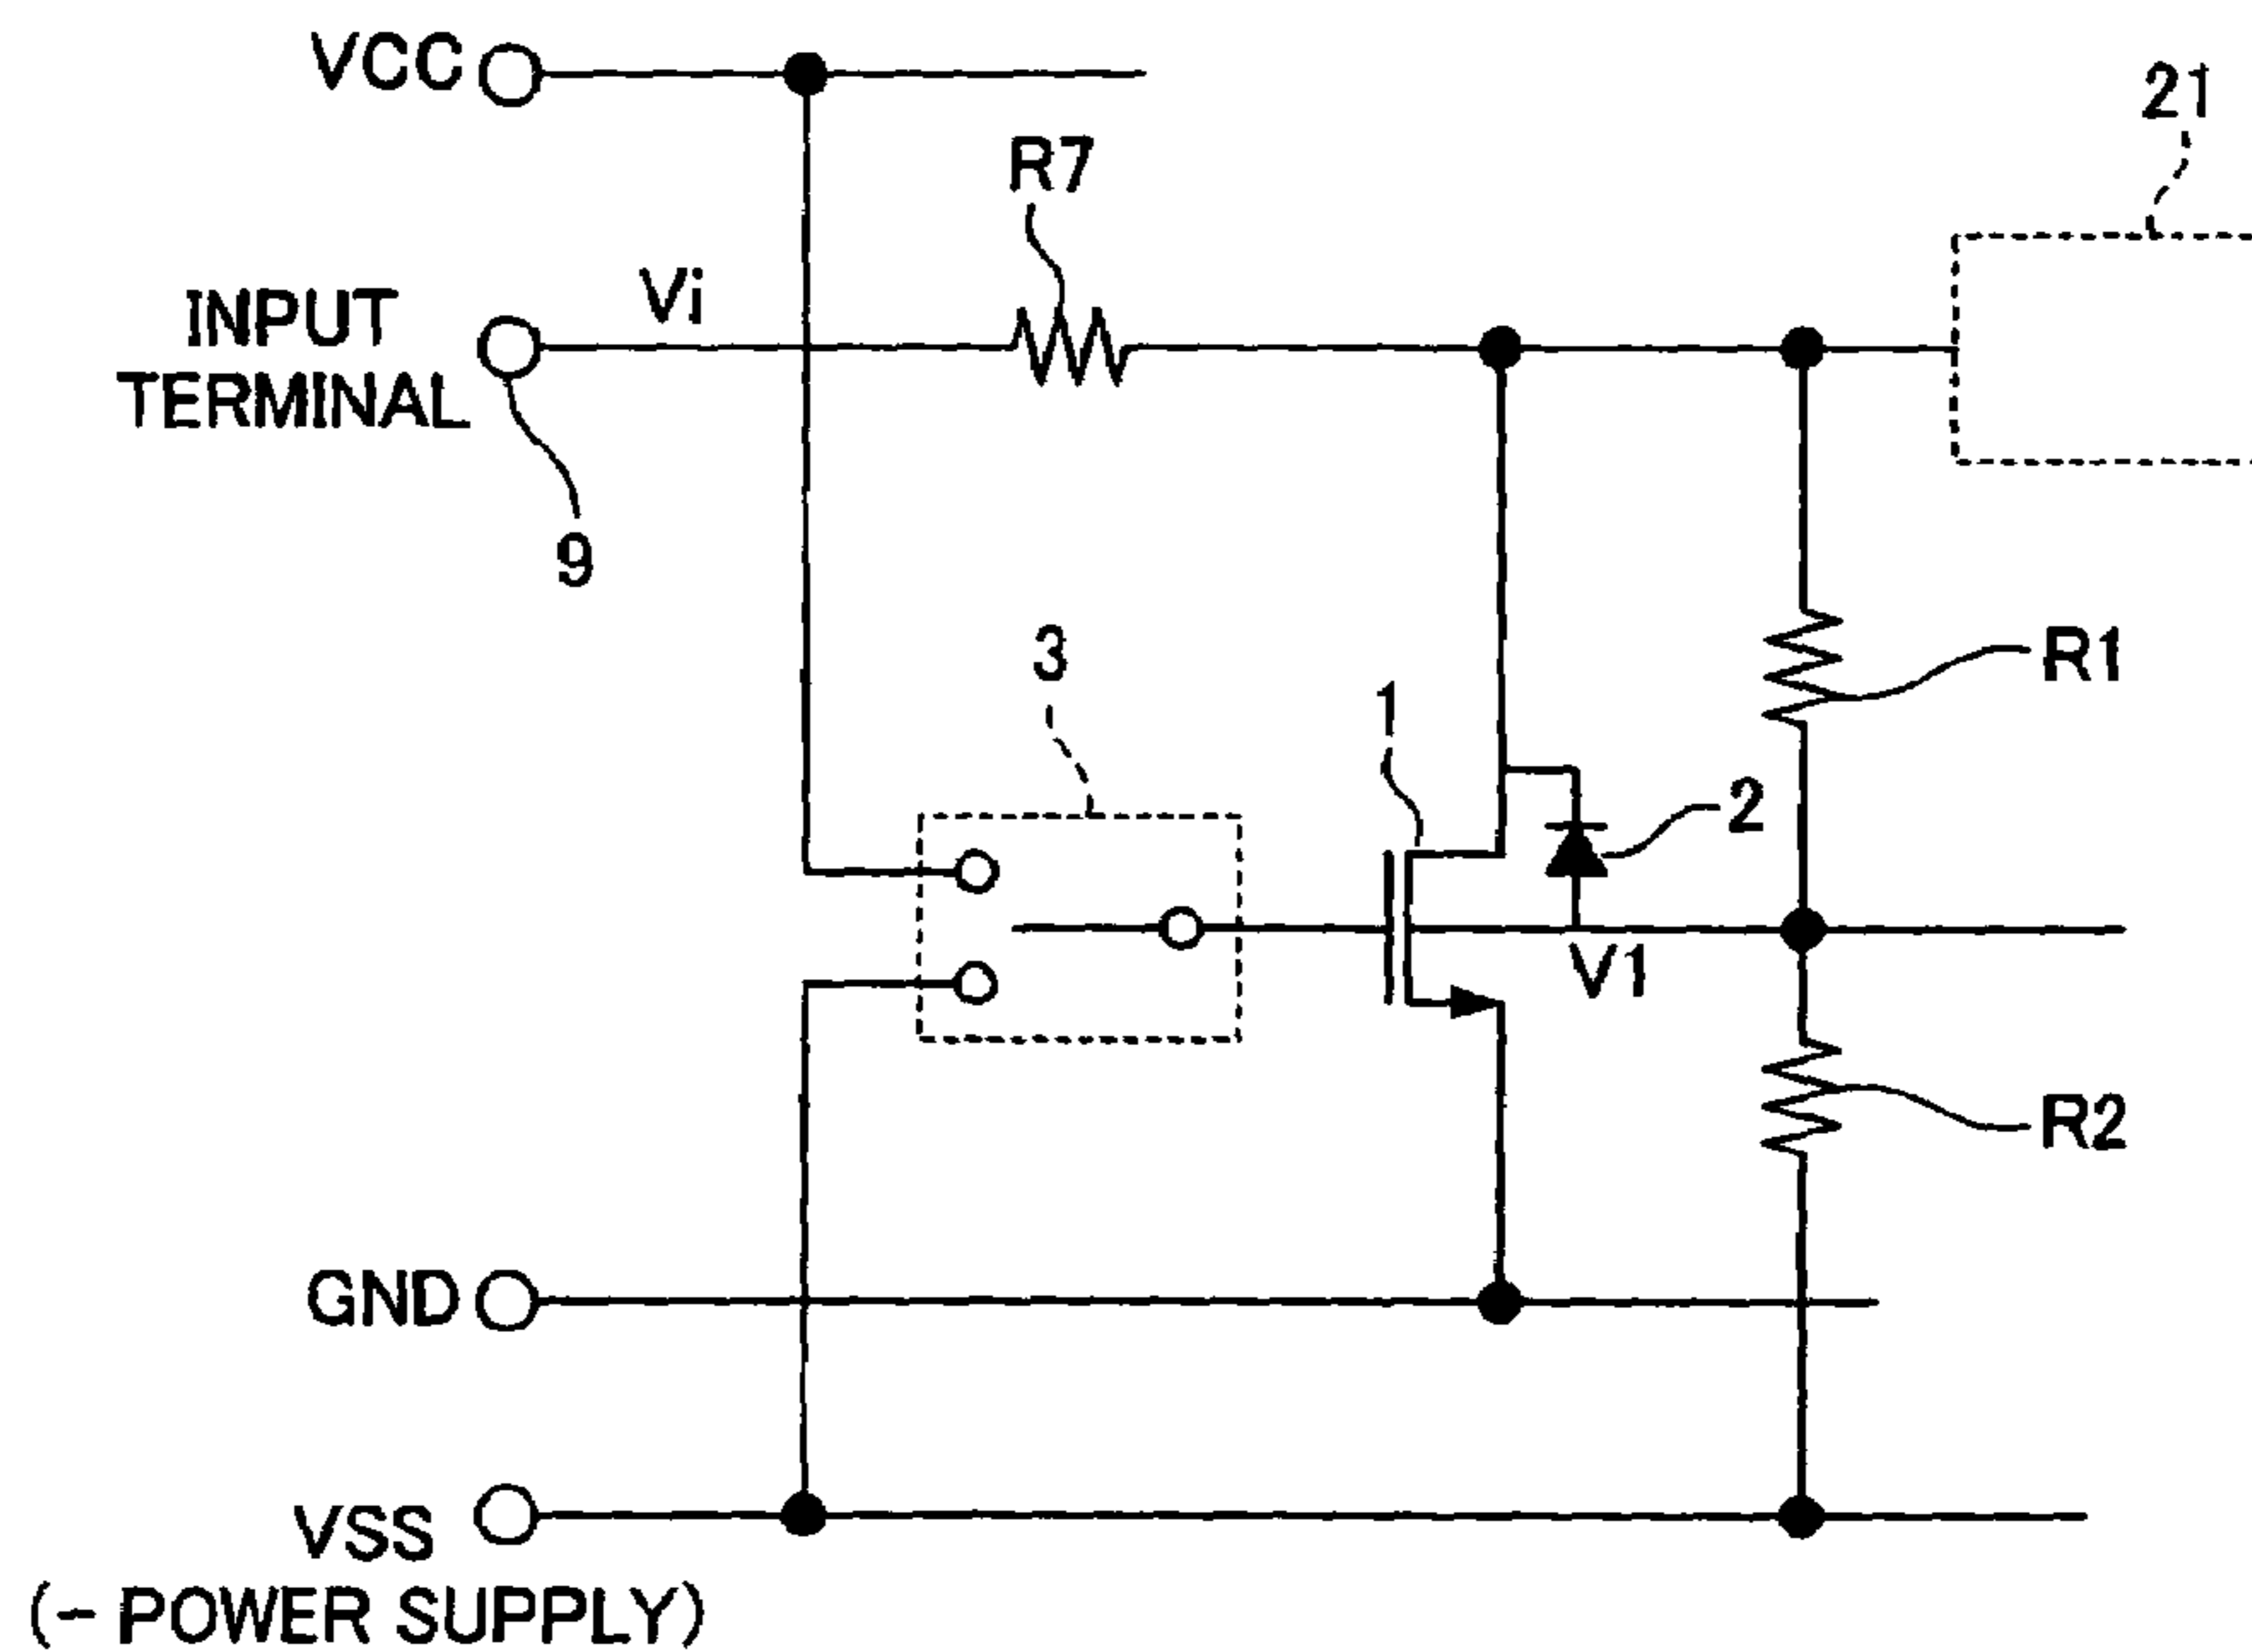 VCC
21
R7
Vi
INPUT
TERMINAL
9
3
1
R1
2
V1
R2
GND
VSS
(- POWER SUPPLY)